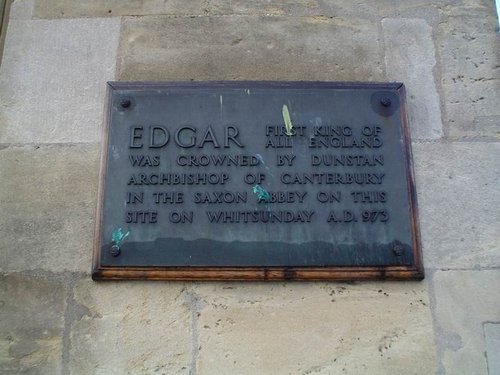 EDGAR FIRST KING OF
ALL ENGLAND
WAS CROWNED BY DUNSTAN
ARCHBISHOP OF CANTERBURY
IN THE SAXON ABBEY ON THIS
SITE ON WHITSUNDAY A.D. 973